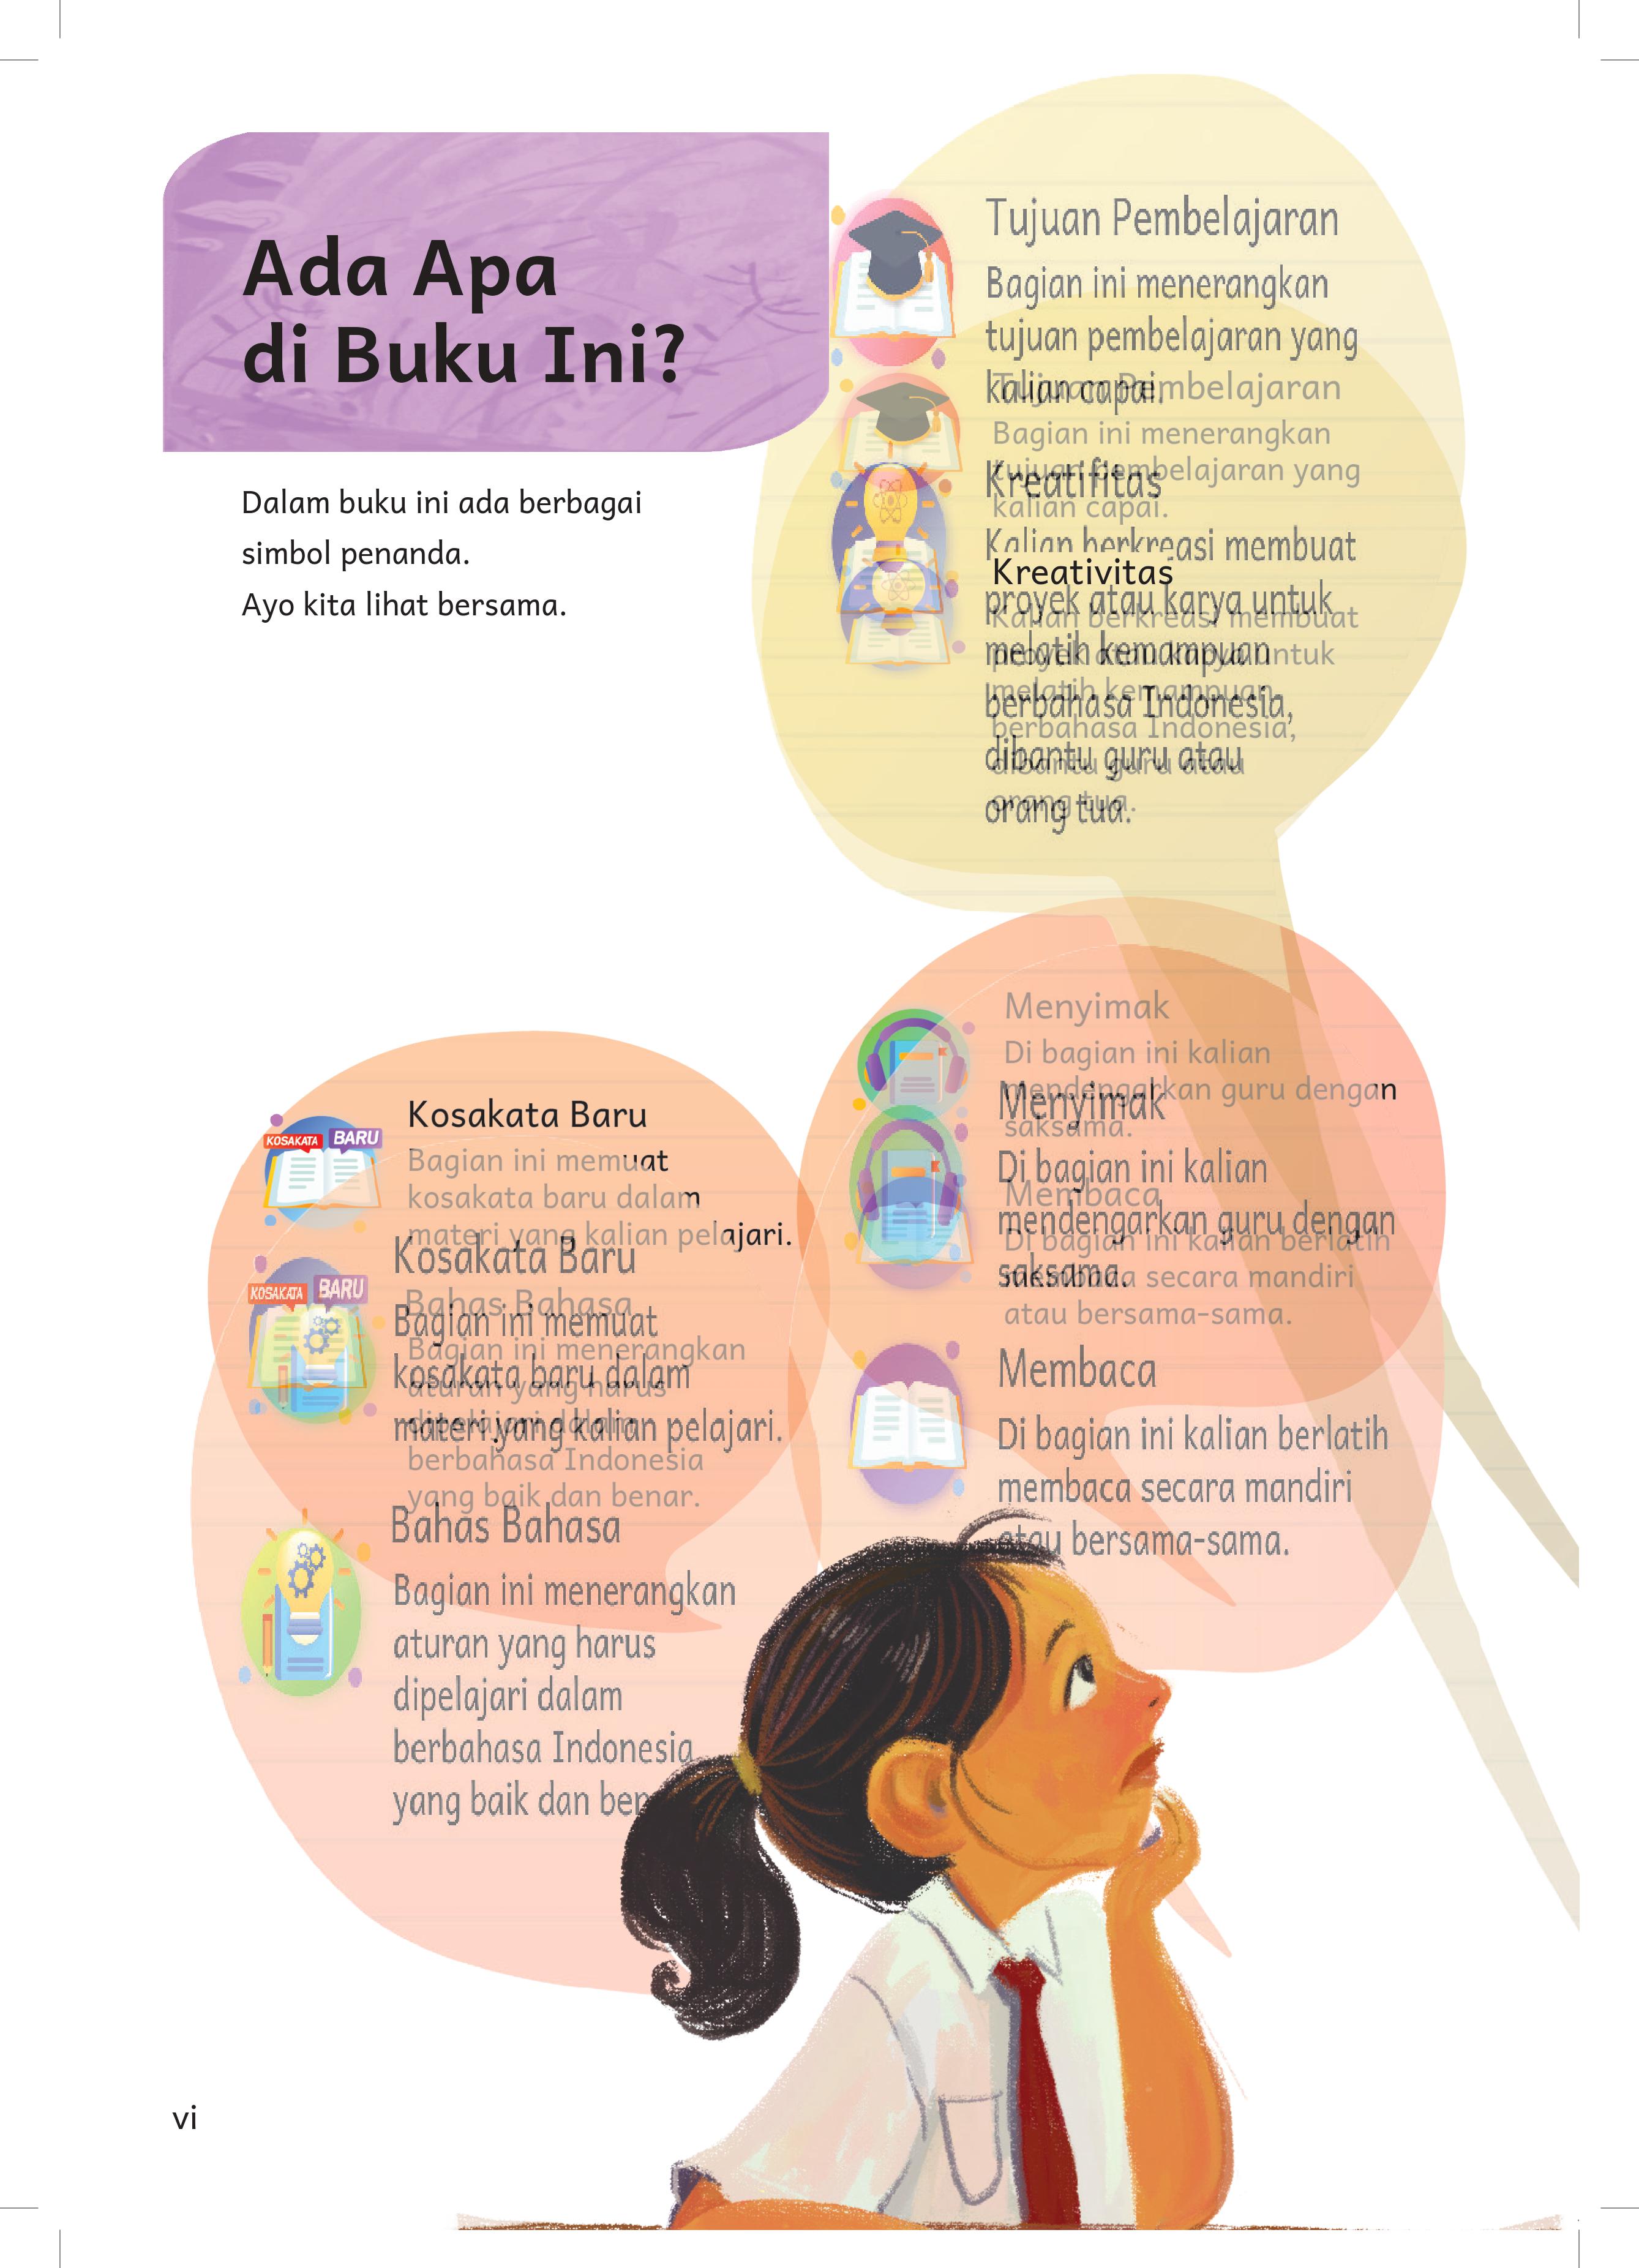 Ada Apa
di Buku Ini?
Dalam buku ini ada berbagai
simbol penanda.
Ayo kita lihat bersama.
Tujuan Pembelajaran
Bagian ini menerangkan
tujuan pembelajaran yang
kalian capai.
Tujuan Pembelajaran
Bagian ini menerangkan
tujuan pembelajaran yang
kalian capai.
Kreatifitas
Kalian berkreasi membuat
proyek atau karya untuk
melatih kemampuan
berbahasa Indonesia,
dibantu guru atau
orang tua.
Kreativitas
Kalian berkreasi membuat
proyek atau karya untuk
melatih kemampuan
berbahasa Indonesia,
dibantu guru atau
orang tua.
Menyimak
Di bagian ini kalian
mendengarkan guru dengan
saksama.
Menyimak
Di bagian ini kalian
mendengarkan guru dengan
saksama.
Membaca
Di bagian ini kalian berlatih
membaca secara mandiri
atau bersama-sama.
Membaca
Di bagian ini kalian berlatih
membaca secara mandiri
atau bersama-sama.
KOSAKATA BARU
Kosakata Baru
Bagian ini memuat
kosakata baru dalam
materi yang kalian pelajari.
KOSAKATA BARU
Kosakata Baru
Bagian ini memuat
kosakata baru dalam
materi yang kalian pelajari.
Bahas Bahasa
Bagian ini menerangkan
aturan yang harus
dipelajari dalam
berbahasa Indonesia
yang baik dan benar.
Bahas Bahasa
Bagian ini menerangkan
aturan yang harus
dipelajari dalam
berbahasa Indonesia
yang baik dan ben
vi